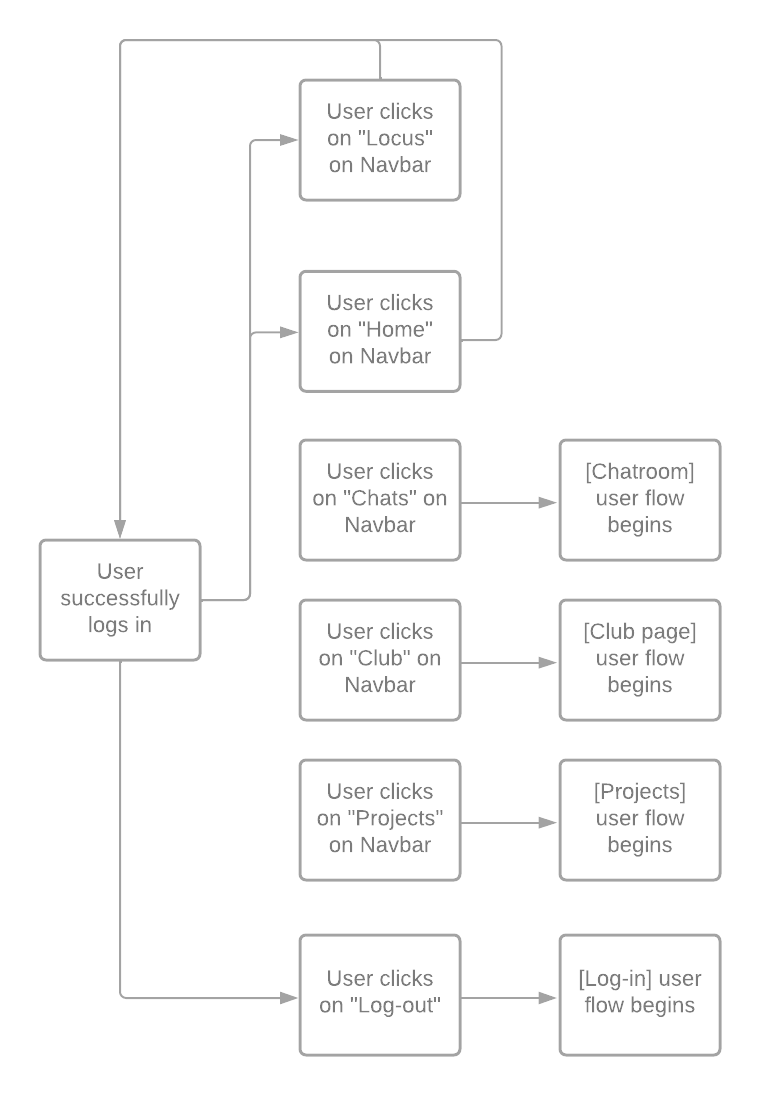 User clicks
on "Locus"
on Navbar
User clicks
on "Home"
on Navbar
User clicks
on "Chats" on
Navbar
[Chatroom]
user flow
begins
User
successfully
logs in
User clicks
on "Club" on
Navbar
[Club page]
user flow
begins
User clicks
on "Projects"
on Navbar
[Projects]
user flow
begins
User clicks
on "Log-out"
[Log-in] user
flow begins